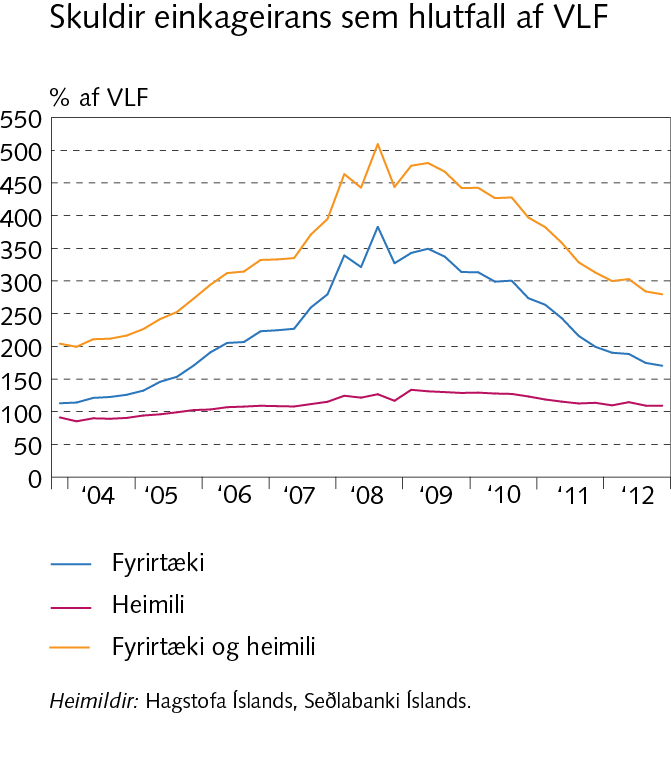 Skuldir einkageirans sem hlutfall af VLF
% af VLF
550
500
450
400
350
300
250
200
150
100
50
0
‘04 ‘05 ‘06 ‘07 ‘08 ‘09 ‘10 ‘11 ‘12
Fyrirtæki
Heimili
Fyrirtæki og heimili
Heimildir: Hagstofa Íslands, Seðlabanki Íslands.